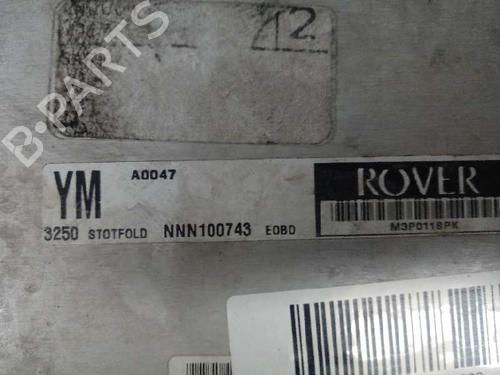 12
B-PARTS
YM A0047
3250 STOTFOLD NNN100743 EOBD
ROVER
M3P0118PK